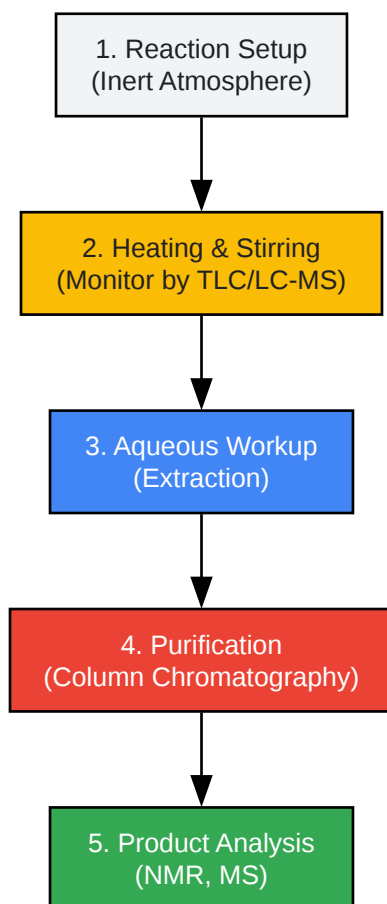 1. Reaction Setup
(Inert Atmosphere)
2. Heating & Stirring
(Monitor by TLC/LC-MS)
3. Aqueous Workup
(Extraction)
4. Purification
(Column Chromatography)
5. Product Analysis
(NMR, MS)